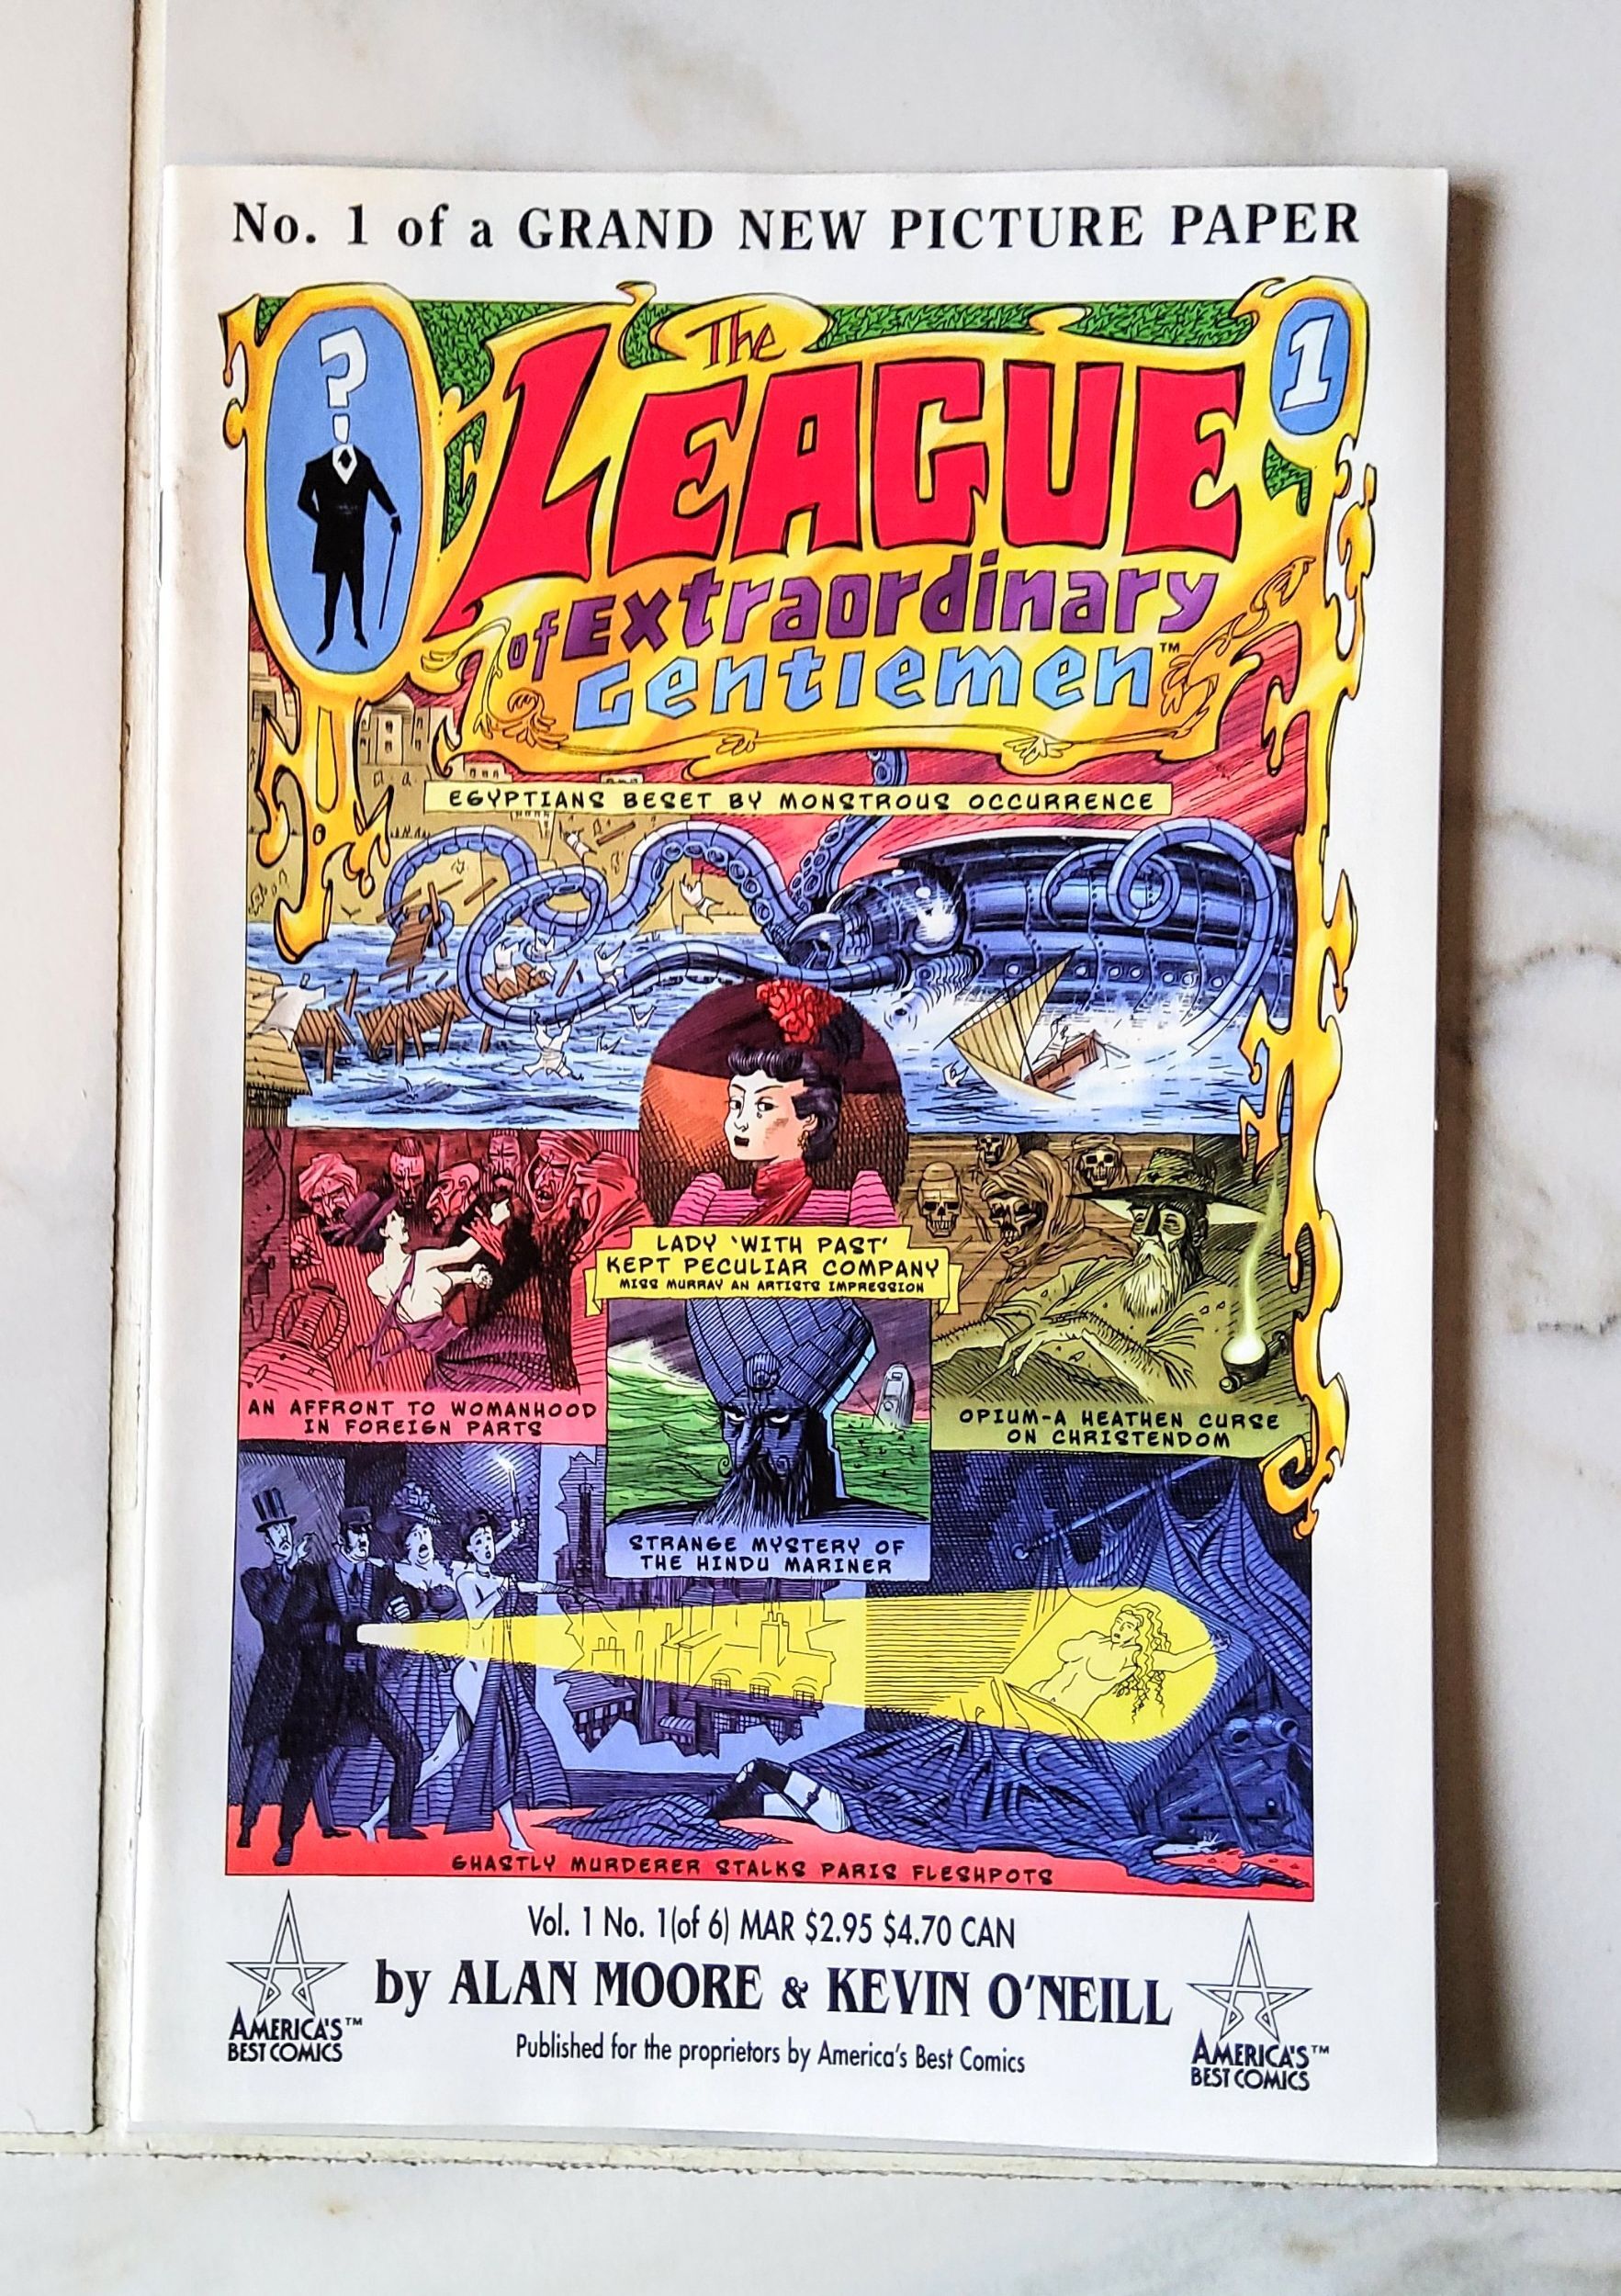 No. 1 of a GRAND NEW PICTURE PAPER
?
1
The
LEAGUE
of Extraordinary
Gentlemen™
EGYPTIANS BESET BY MONSTROUS OCCURRENCE
LADY 'WITH PAST'
KEPT PECULIAR COMPANY
MISS MURRAY AN ARTISTS IMPRESSION
AN AFFRONT TO WOMANHOOD
IN FOREIGN PARTS
OPIUM-A HEATHEN CURSE
ON CHRISTENDOM
STRANGE MYSTERY OF
THE HINDU MARINER
GHASTLY MURDERER STALKS PARIS FLESHPOTS
Vol. 1 No. 1(of 6) MAR $2.95 $4.70 CAN
by ALAN MOORE & KEVIN O'NEILL
Published for the proprietors by America's Best Comics
AMERICA'S™
BEST COMICS
AMERICA'S™
BEST COMICS